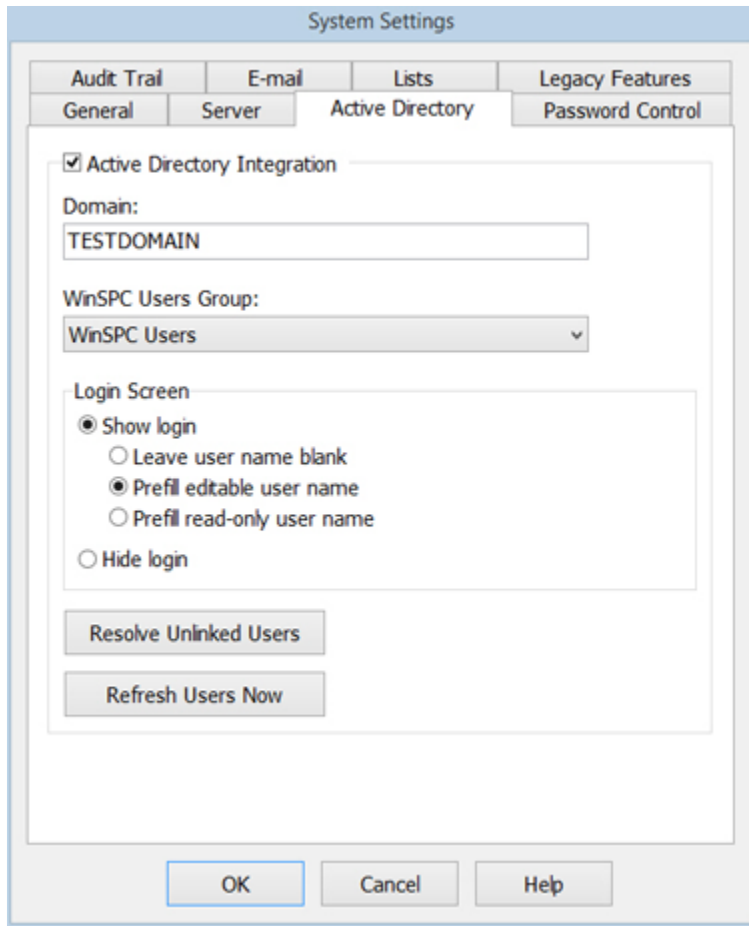 System Settings
Audit Trail E-mail Lists Legacy Features
General Server Active Directory Password Control
Active Directory Integration
Domain:
TESTDOMAIN
WinSPC Users Group:
WinSPC Users
Login Screen
Show login
Leave user name blank
Prefill editable user name
Prefill read-only user name
Hide login
Resolve Unlinked Users
Refresh Users Now
OK Cancel Help